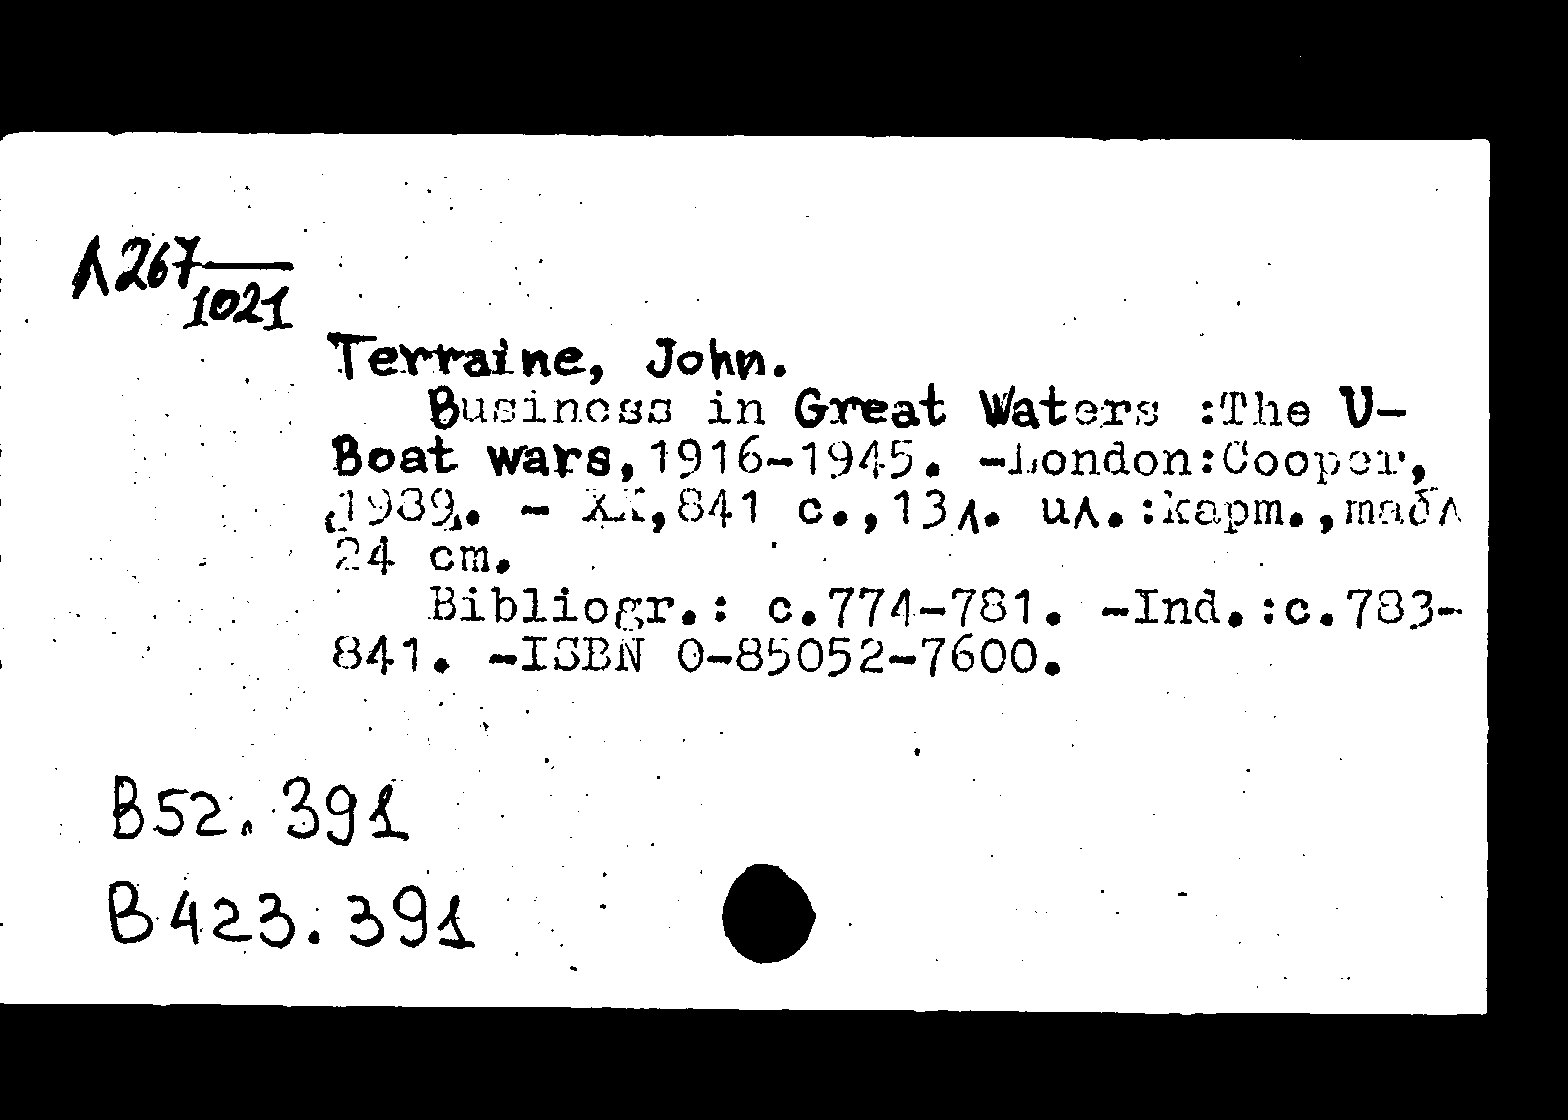 Л267
1021
Terraine, John.
Business in Great Waters :The U-
Boat wars,1916-1945. -London:Cooper,
(1989). - XX,841 с.,13л. ил.:карт.,табл
24 cm.
Bibliogr.: с.774-781. -Ind.:с.783-
841. -ISBN 0-85052-7600.
B52.391
B423.391